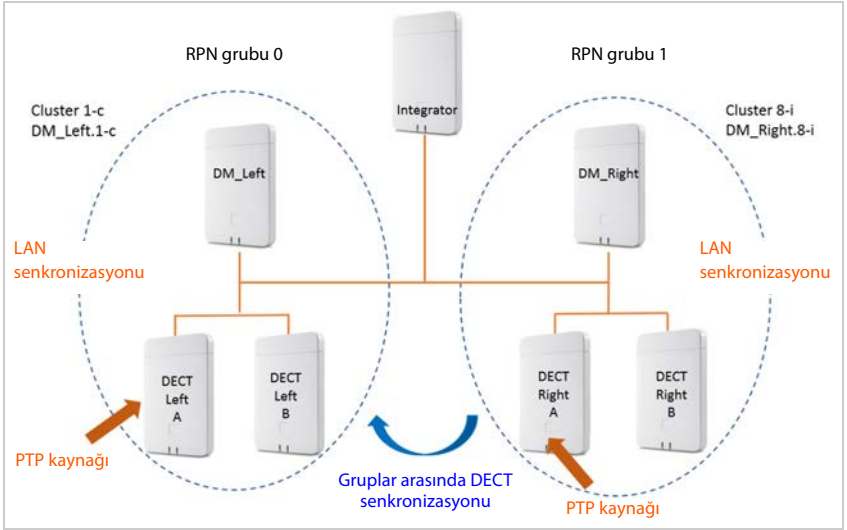 RPN grubu 0
RPN grubu 1
Integrator
Cluster 1-c
DM_Left.1-c
Cluster 8-i
DM_Right.8-i
DM_Left
DM_Right
LAN
senkronizasyonu
LAN
senkronizasyonu
DECT
Left
A
DECT
Left
B
DECT
Right
A
DECT
Right
B
PTP kaynağı
Gruplar arasında DECT
senkronizasyonu
PTP kaynağı